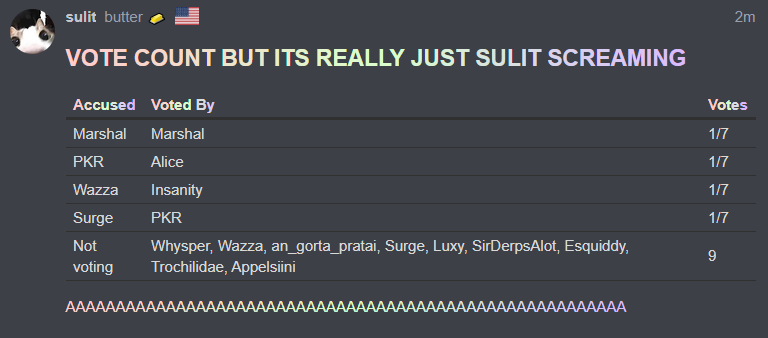 sulit butter 2m
VOTE COUNT BUT ITS REALLY JUST SULIT SCREAMING
Accused Voted By Votes
Marshal Marshal 1/7
PKR Alice 1/7
Wazza Insanity 1/7
Surge PKR 1/7
Not voting Whysper, Wazza, an_gorta_pratai, Surge, Luxy, SirDerpsAlot, Esquiddy, 9
Trochilidae, Appelsiini
AAAAAAAAAAAAAAAAAAAAAAAAAAAAAAAAAAAAAAAAAAAAAAAAAAAAAAAA